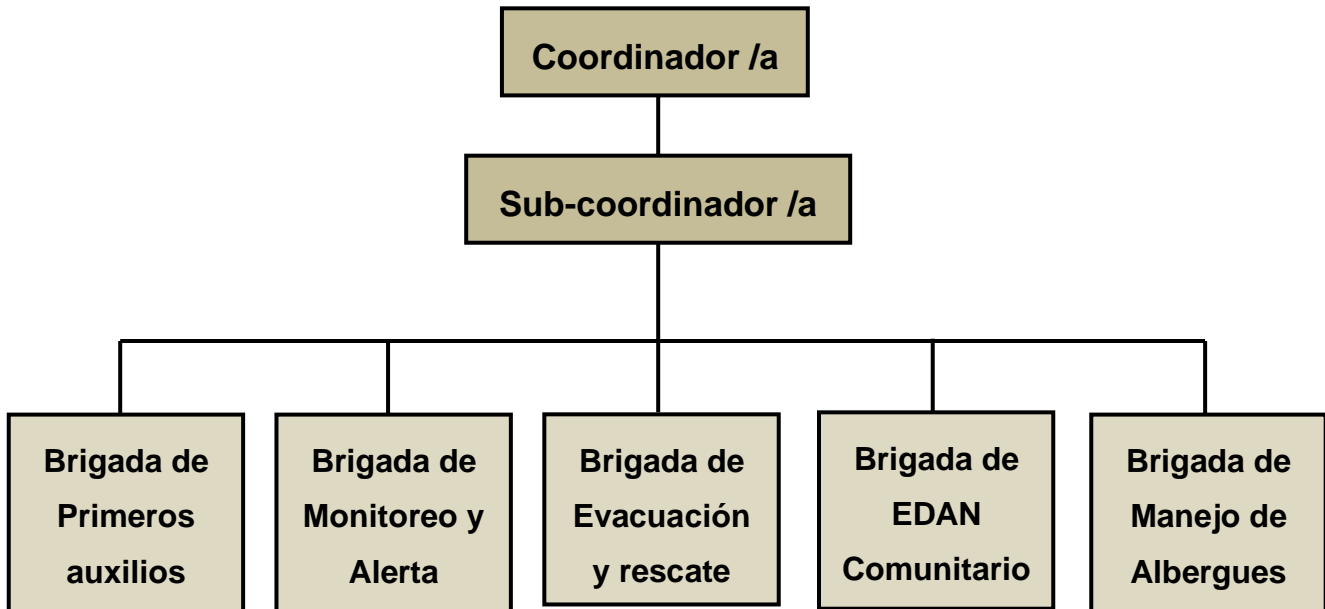 Coordinador /a
Sub-coordinador /a
Brigada de
Primeros
auxilios
Brigada de
Monitoreo y
Alerta
Brigada de
Evacuación
y rescate
Brigada de
EDAN
Comunitario
Brigada de
Manejo de
Albergues